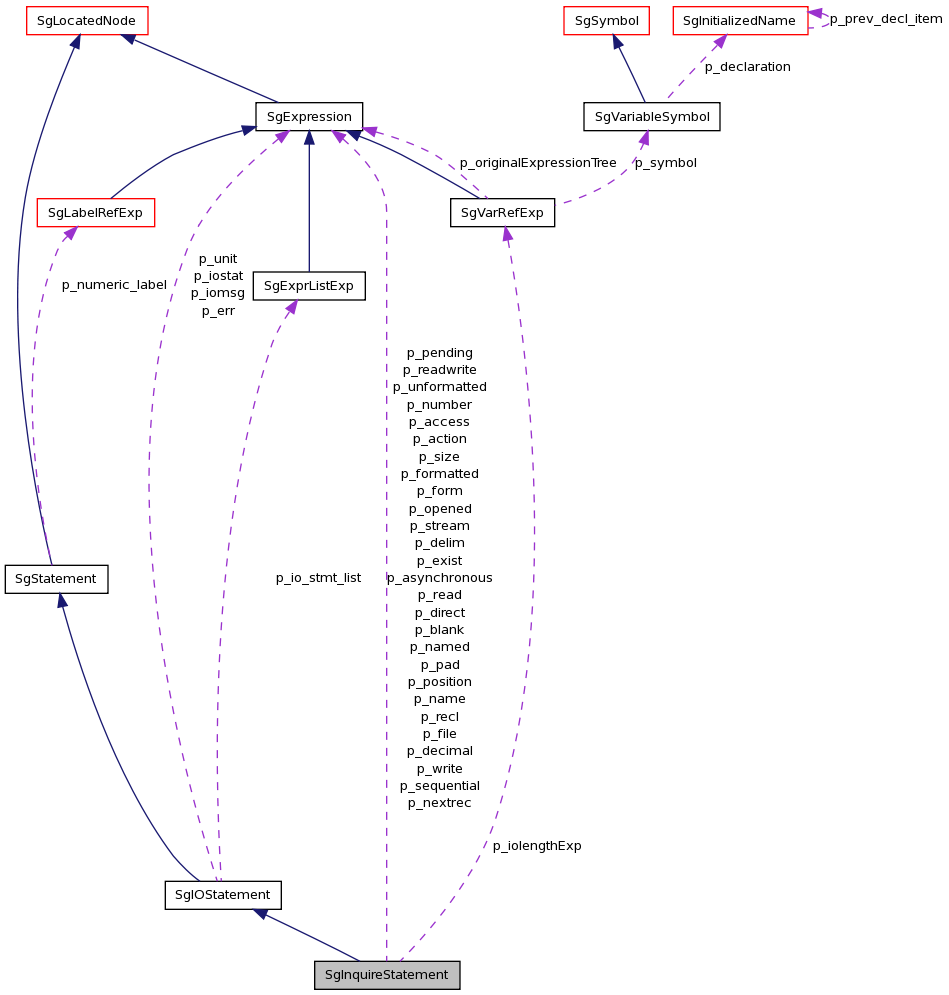 SgLocatedNode
SgSymbol
SgInitializedName
p_prev_decl_item
p_declaration
SgExpression
SgVariableSymbol
p_originalExpressionTree
p_symbol
SgLabelRefExp
SgVarRefExp
p_unit
p_iostat
p_iomsg
p_err
p_numeric_label
SgExprListExp
p_pending
p_readwrite
p_unformatted
p_number
p_access
p_action
p_size
p_formatted
p_form
p_opened
p_stream
p_delim
p_exist
p_asynchronous
p_read
p_direct
p_blank
p_named
p_pad
p_position
p_name
p_recl
p_file
p_decimal
p_write
p_sequential
p_nextrec
p_io_stmt_list
SgStatement
p_iolengthExp
SgIOStatement
SgInquireStatement